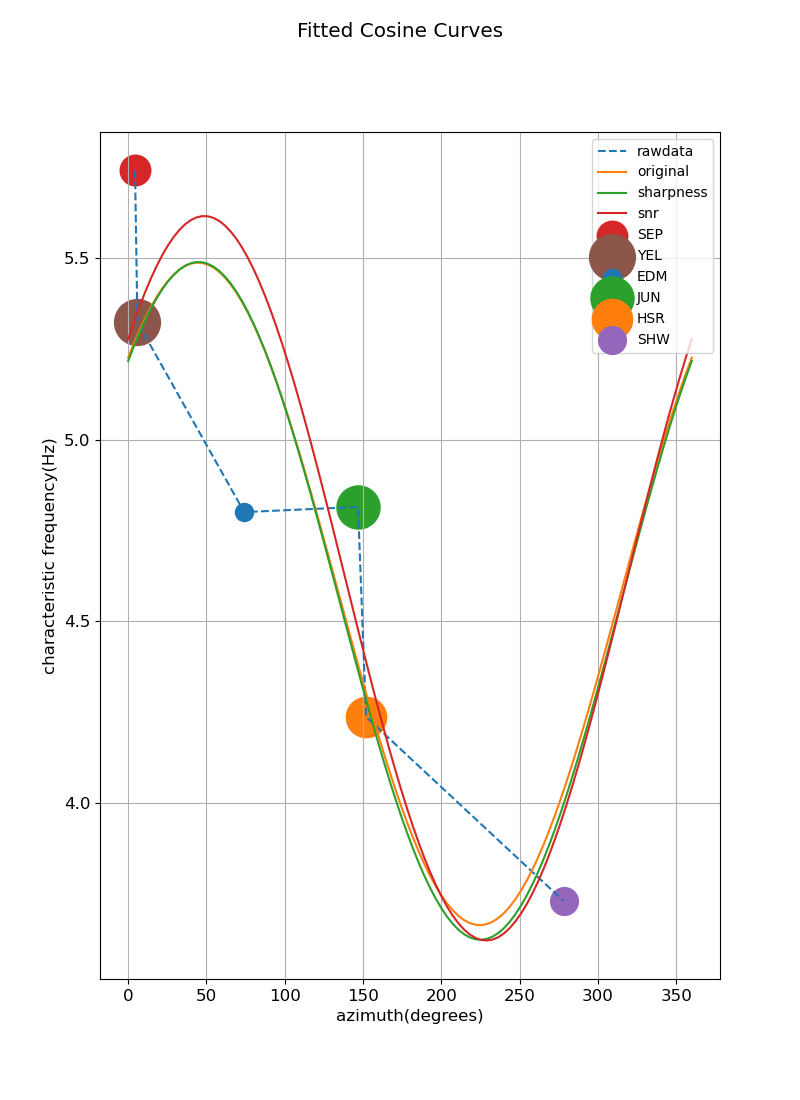 Fitted Cosine Curves
rawdata
original
sharpness
snr
SEP
YEL
EDM
JUN
HSR
SHW
5.5
5.0
4.5
4.0
characteristic frequency(Hz)
0 50 100 150 200 250 300 350
azimuth(degrees)